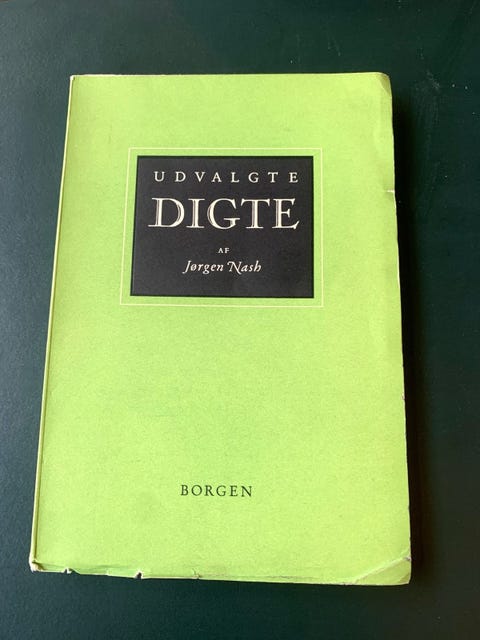 UDVALGTE
DIGTE
AF
Jørgen Nash
BORGEN